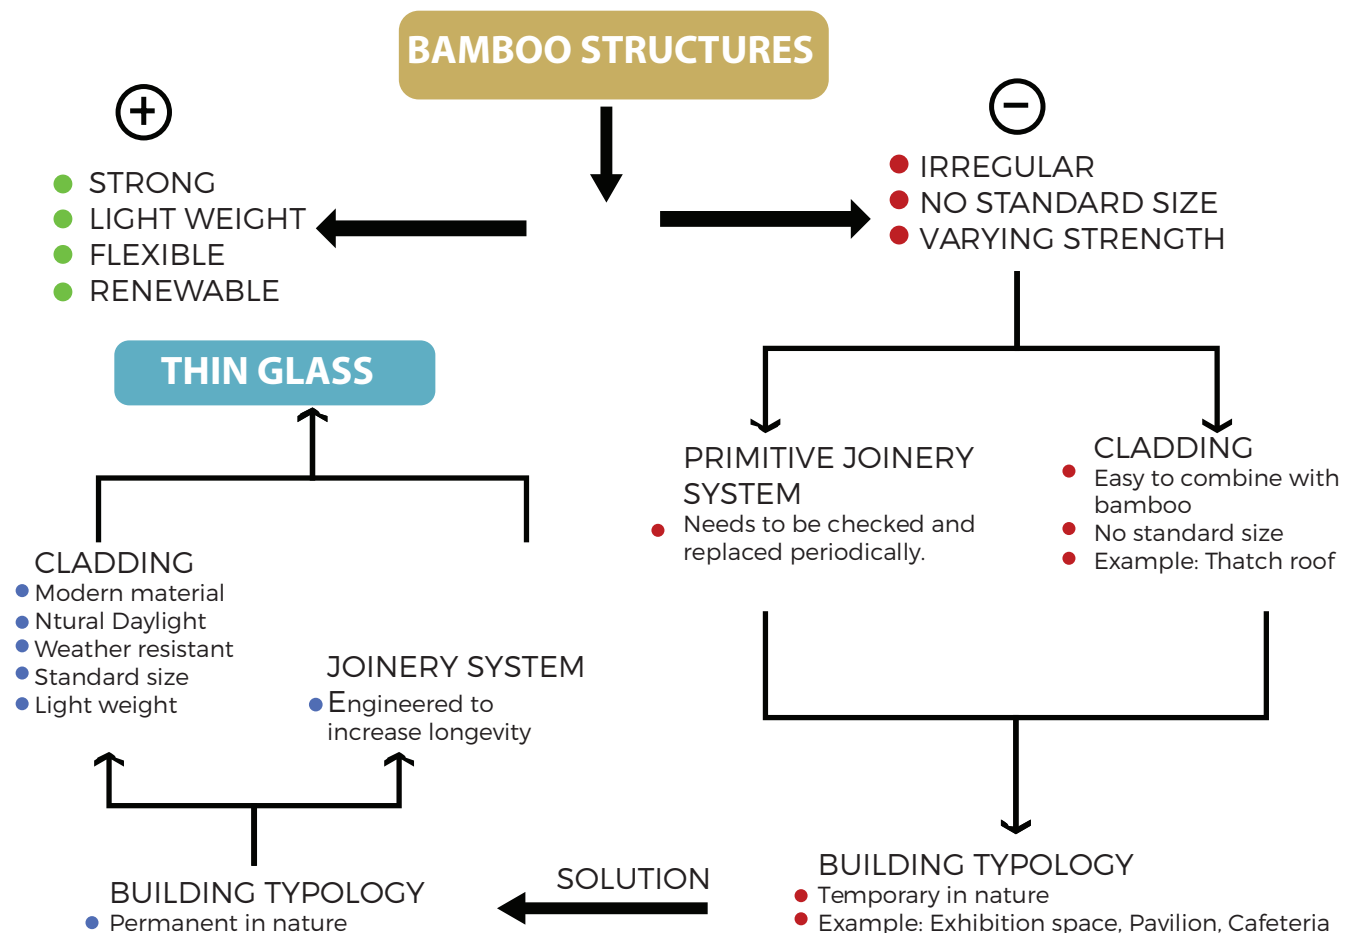 BAMBOO STRUCTURES
+
−
STRONG
LIGHT WEIGHT
FLEXIBLE
RENEWABLE
IRREGULAR
NO STANDARD SIZE
VARYING STRENGTH
THIN GLASS
PRIMITIVE JOINERY
SYSTEM
Needs to be checked and
replaced periodically.
CLADDING
Easy to combine with
bamboo
No standard size
Example: Thatch roof
CLADDING
Modern material
Ntural Daylight
Weather resistant
Standard size
Light weight
JOINERY SYSTEM
Engineered to
increase longevity
BUILDING TYPOLOGY
Temporary in nature
Example: Exhibition space, Pavilion, Cafeteria
SOLUTION
BUILDING TYPOLOGY
Permanent in nature